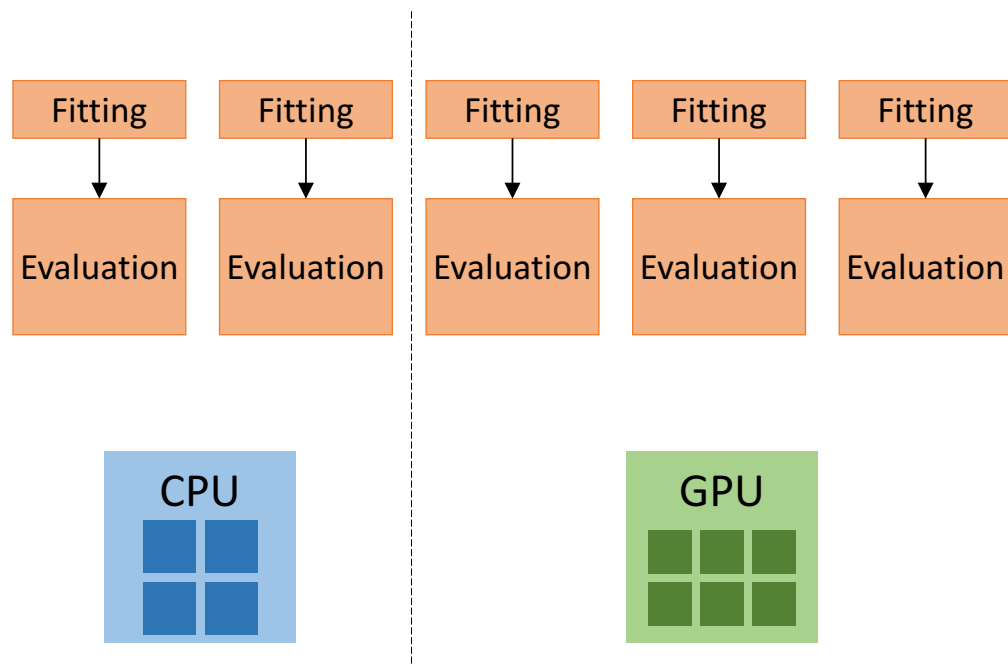 Fitting
Fitting
Fitting
Fitting
Fitting
Evaluation
Evaluation
Evaluation
Evaluation
Evaluation
CPU
GPU